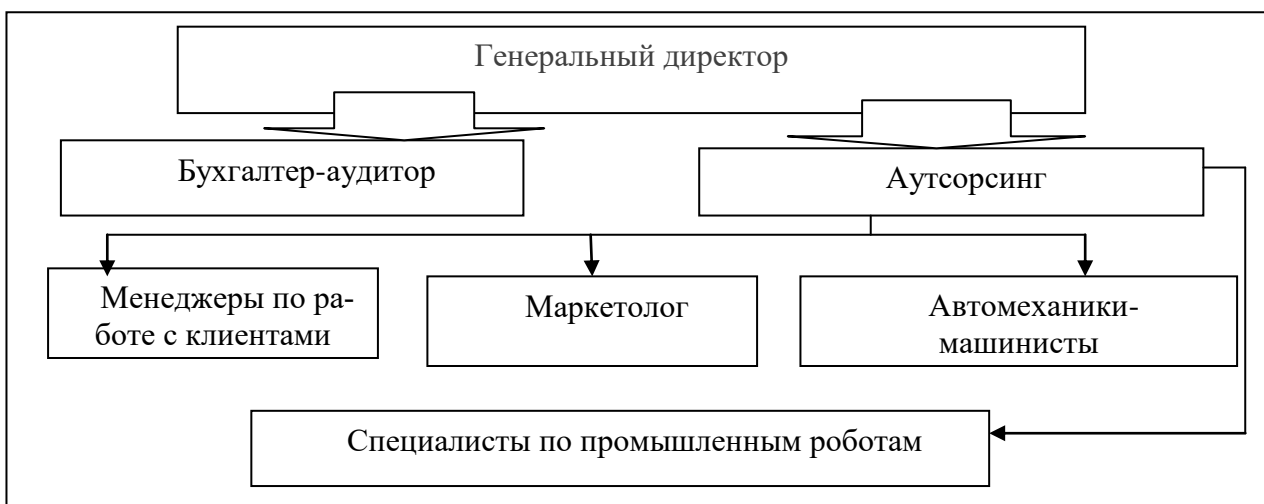 Генеральный директор
Бухгалтер-аудитор
Аутсорсинг
Менеджеры по ра-
боте с клиентами
Маркетолог
Автомеханики-
машинисты
Специалисты по промышленным роботам